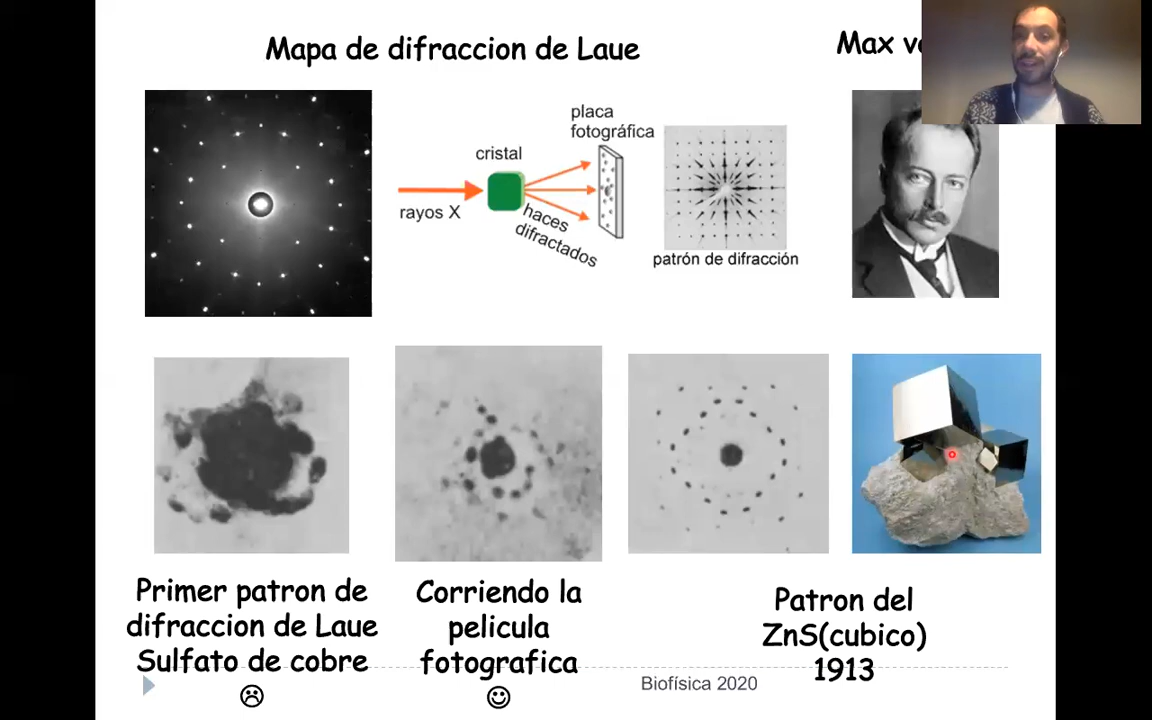 Mapa de difraccion de Laue
Max
placa
fotográfica
cristal
rayos X
haces
difractados
patrón de difracción
Primer patron de
difraccion de Laue
Sulfato de cobre
☹
Corriendo la
pelicula
fotografica
☺
Patron del
ZnS(cubico)
1913
Biofísica 2020